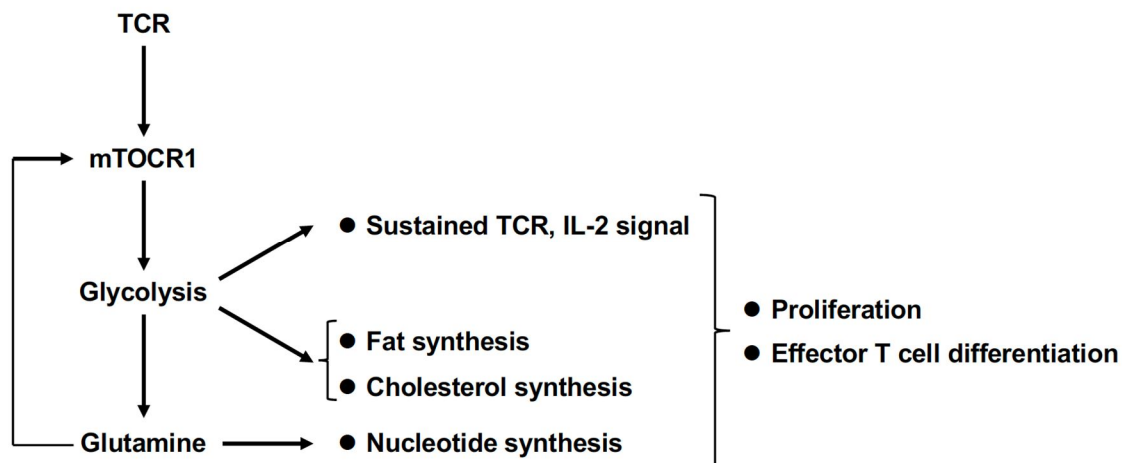 TCR
mTOCR1
Sustained TCR, IL-2 signal
Glycolysis
Proliferation
Fat synthesis
Effector T cell differentiation
Cholesterol synthesis
Glutamine
Nucleotide synthesis